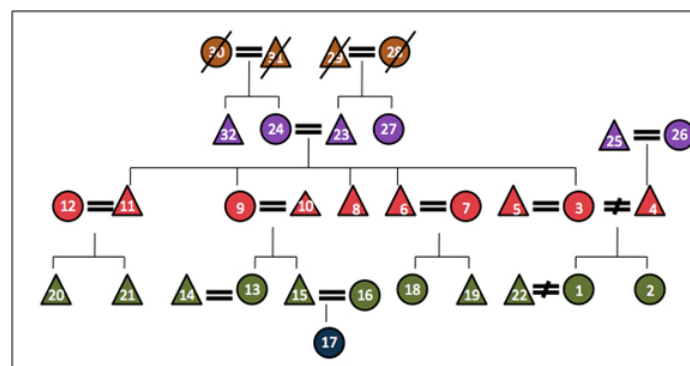 30 = 31 29 = 28
32 24 = 23 27 25 = 26
12 = 11 9 = 10 8 6 = 7 5 = 3 ≠ 4
20 21 14 = 13 15 = 16 18 19 22 ≠ 1 2
17